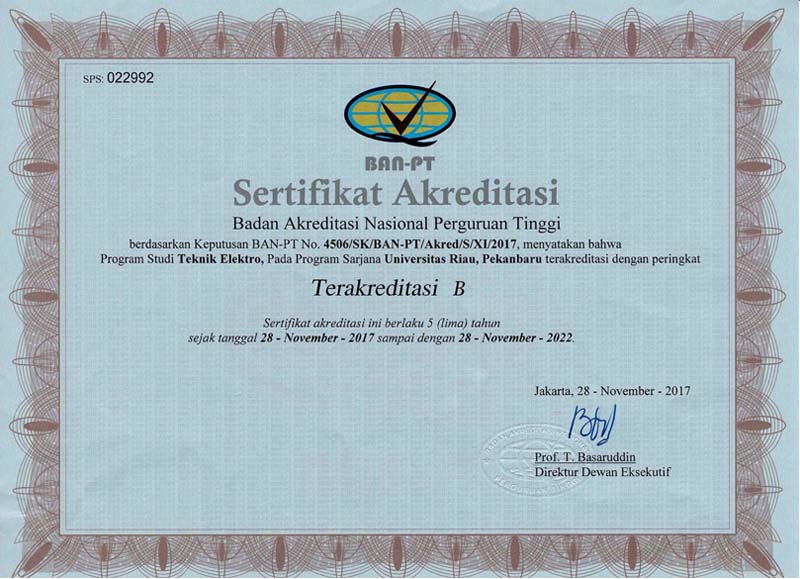 SPS: 022992
BAN-PT
Sertifikat Akreditasi
Badan Akreditasi Nasional Perguruan Tinggi
berdasarkan Keputusan BAN-PT No. 4506/SK/BAN-PT/Akred/S/XI/2017, menyatakan bahwa
Program Studi Teknik Elektro, Pada Program Sarjana Universitas Riau, Pekanbaru terakreditasi dengan peringkat
Terakreditasi B
Sertifikat akreditasi ini berlaku 5 (lima) tahun
sejak tanggal 28 - November - 2017 sampai dengan 28 - November - 2022.
Jakarta, 28 - November - 2017
Prof. T. Basaruddin
Direktur Dewan Eksekutif